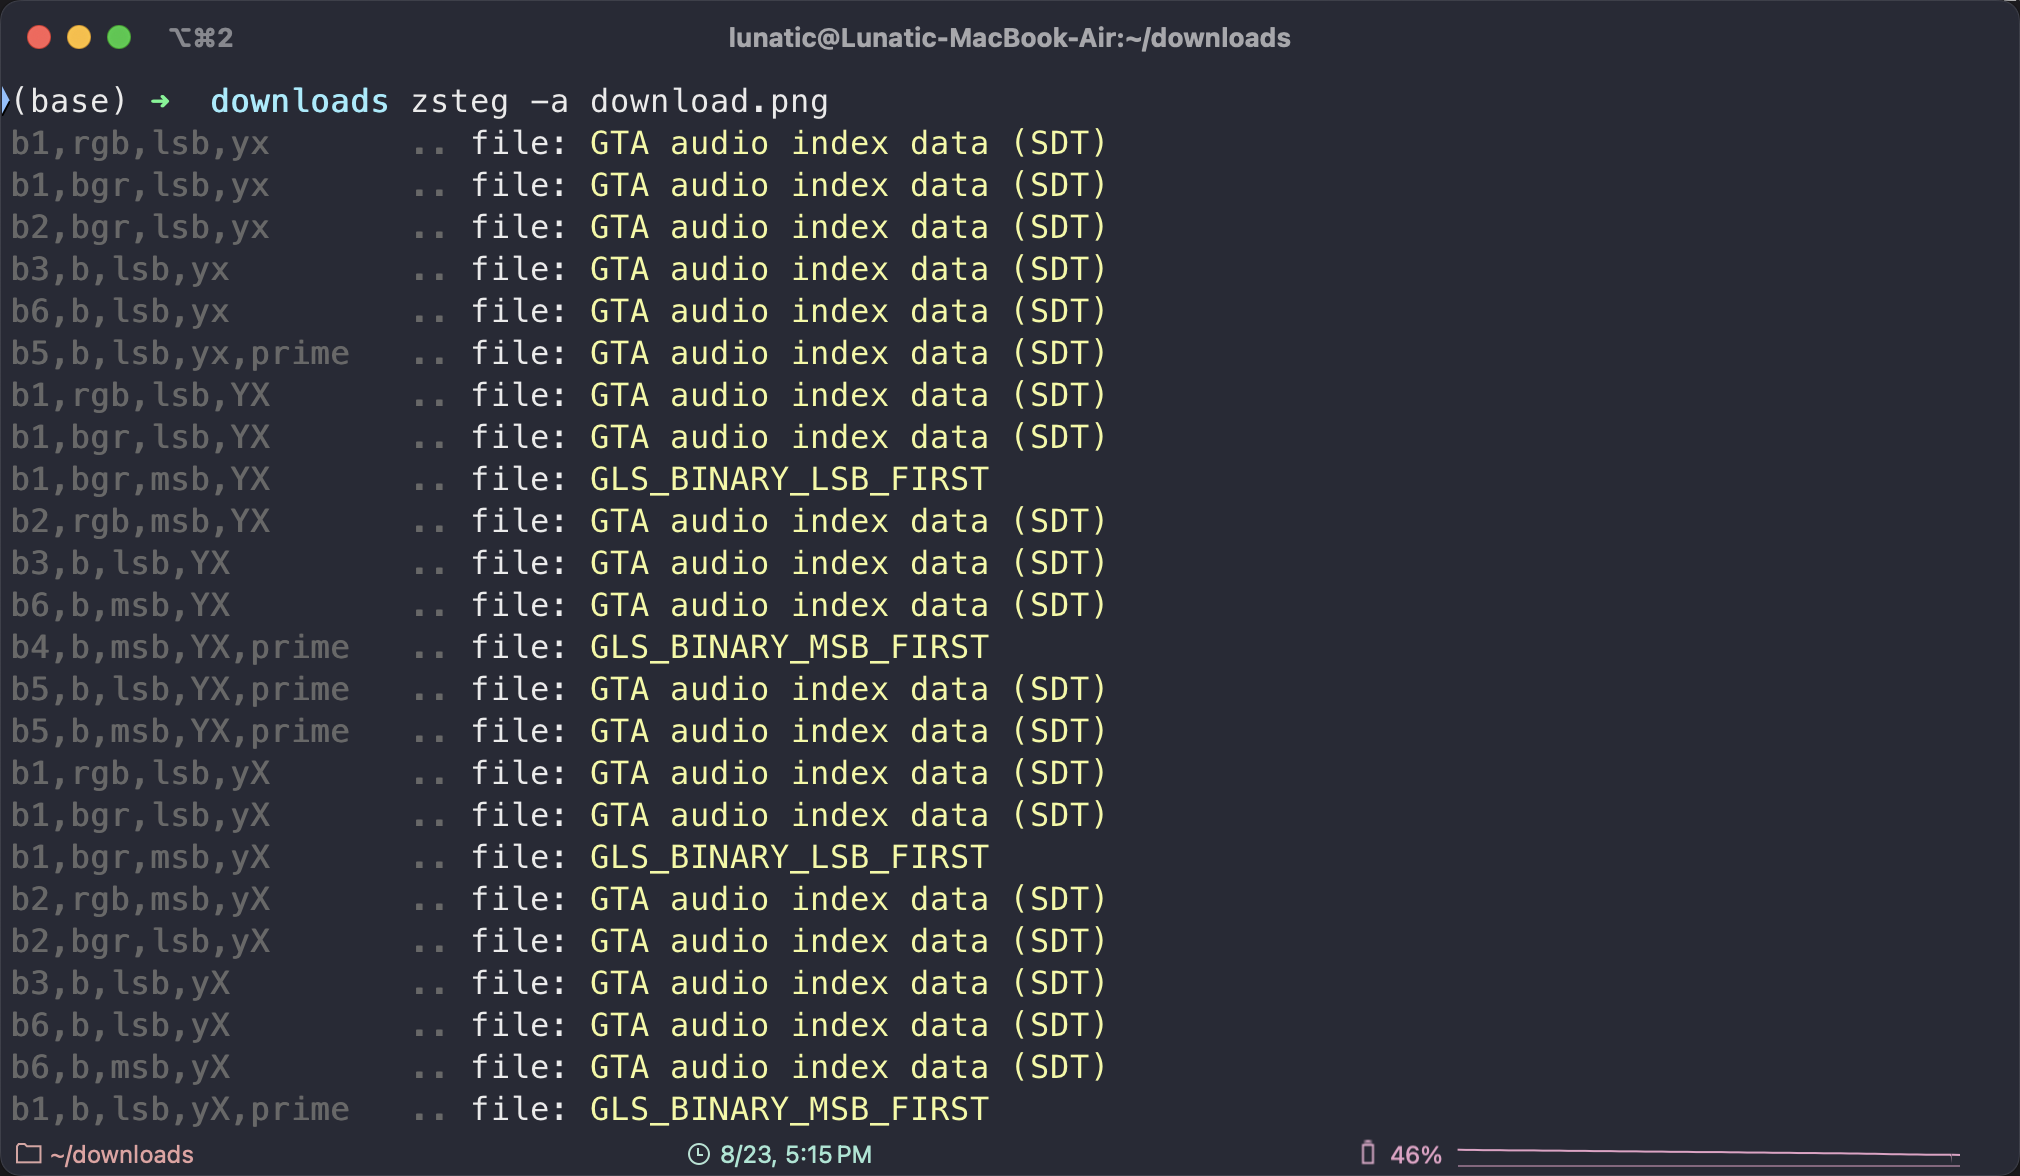 ⌥⌘2
lunatic@Lunatic-MacBook-Air:~/downloads
(base) ➜  downloads zsteg -a download.png
b1,rgb,lsb,yx       .. file: GTA audio index data (SDT)
b1,bgr,lsb,yx       .. file: GTA audio index data (SDT)
b2,bgr,lsb,yx       .. file: GTA audio index data (SDT)
b3,b,lsb,yx         .. file: GTA audio index data (SDT)
b6,b,lsb,yx         .. file: GTA audio index data (SDT)
b5,b,lsb,yx,prime   .. file: GTA audio index data (SDT)
b1,rgb,lsb,YX       .. file: GTA audio index data (SDT)
b1,bgr,lsb,YX       .. file: GTA audio index data (SDT)
b1,bgr,msb,YX       .. file: GLS_BINARY_LSB_FIRST
b2,rgb,msb,YX       .. file: GTA audio index data (SDT)
b3,b,lsb,YX         .. file: GTA audio index data (SDT)
b6,b,msb,YX         .. file: GTA audio index data (SDT)
b4,b,msb,YX,prime   .. file: GLS_BINARY_MSB_FIRST
b5,b,lsb,YX,prime   .. file: GTA audio index data (SDT)
b5,b,msb,YX,prime   .. file: GTA audio index data (SDT)
b1,rgb,lsb,yX       .. file: GTA audio index data (SDT)
b1,bgr,lsb,yX       .. file: GTA audio index data (SDT)
b1,bgr,msb,yX       .. file: GLS_BINARY_LSB_FIRST
b2,rgb,msb,yX       .. file: GTA audio index data (SDT)
b2,bgr,lsb,yX       .. file: GTA audio index data (SDT)
b3,b,lsb,yX         .. file: GTA audio index data (SDT)
b6,b,lsb,yX         .. file: GTA audio index data (SDT)
b6,b,msb,yX         .. file: GTA audio index data (SDT)
b1,b,lsb,yX,prime   .. file: GLS_BINARY_MSB_FIRST
~/downloads
8/23, 5:15 PM
46%